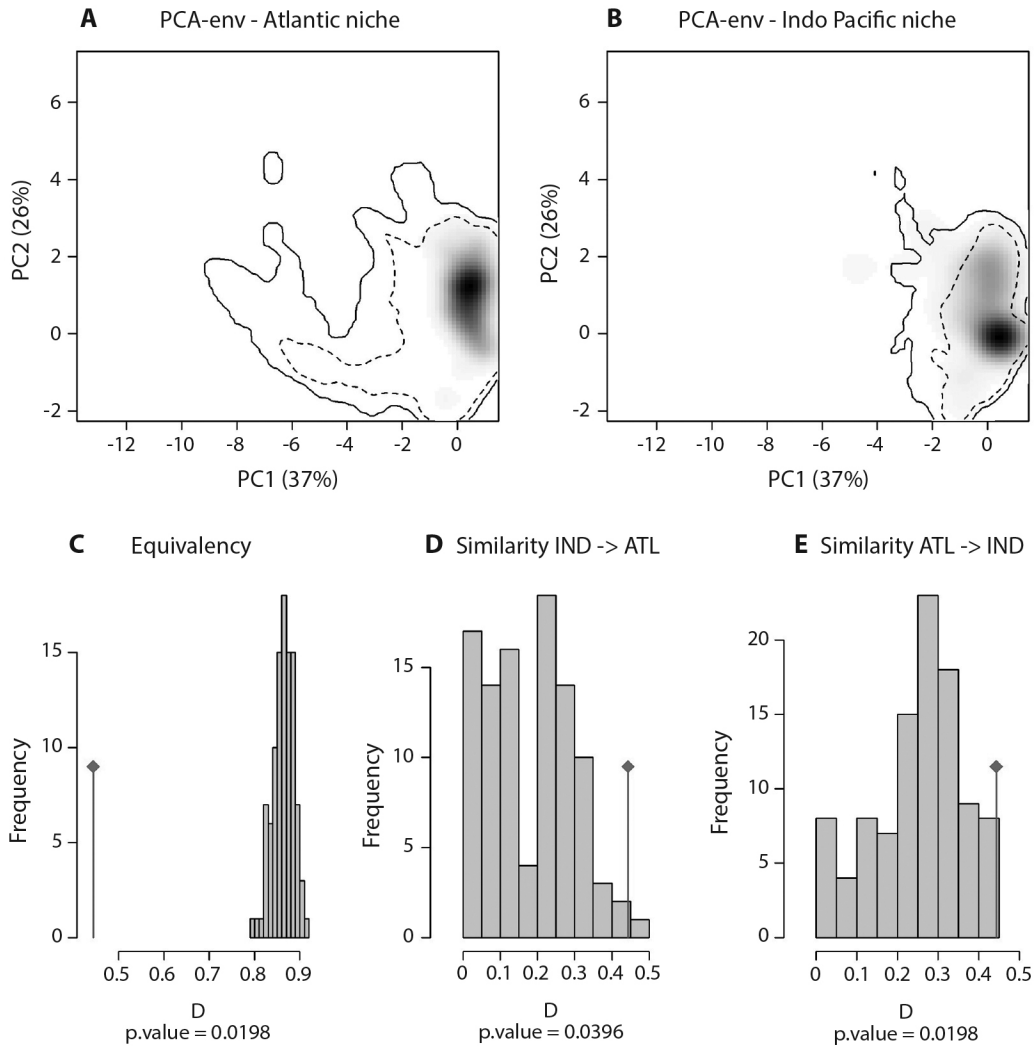 A PCA-env - Atlantic niche
B PCA-env - Indo Pacific niche
PC2 (26%)
6
4
2
0
-2
-12 -10 -8 -6 -4 -2 0
PC1 (37%)
PC2 (26%)
6
4
2
0
-2
-12 -10 -8 -6 -4 -2 0
PC1 (37%)
C Equivalency
Frequency
15
10
5
0
0.5 0.6 0.7 0.8 0.9
D
p.value = 0.0198
D Similarity IND -> ATL
Frequency
15
10
5
0
0 0.1 0.2 0.3 0.4 0.5
D
p.value = 0.0396
E Similarity ATL -> IND
Frequency
20
15
10
5
0
0 0.1 0.2 0.3 0.4 0.5
D
p.value = 0.0198